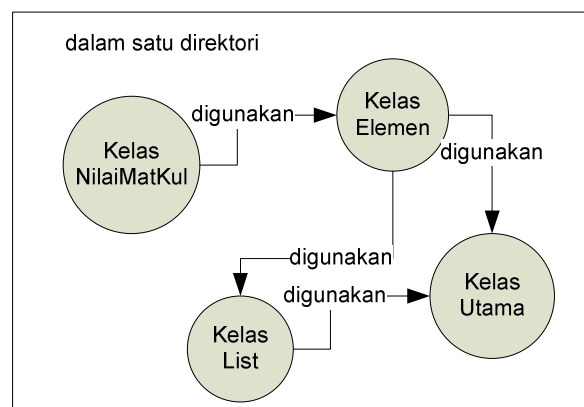 dalam satu direktori
Kelas
NilaiMatKul
digunakan
Kelas
Elemen
digunakan
digunakan
Kelas
List
digunakan
Kelas
Utama